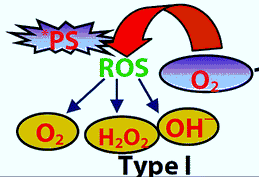 *PS
ROS
O₂
O₂ H₂O₂ OH⁻
Type I